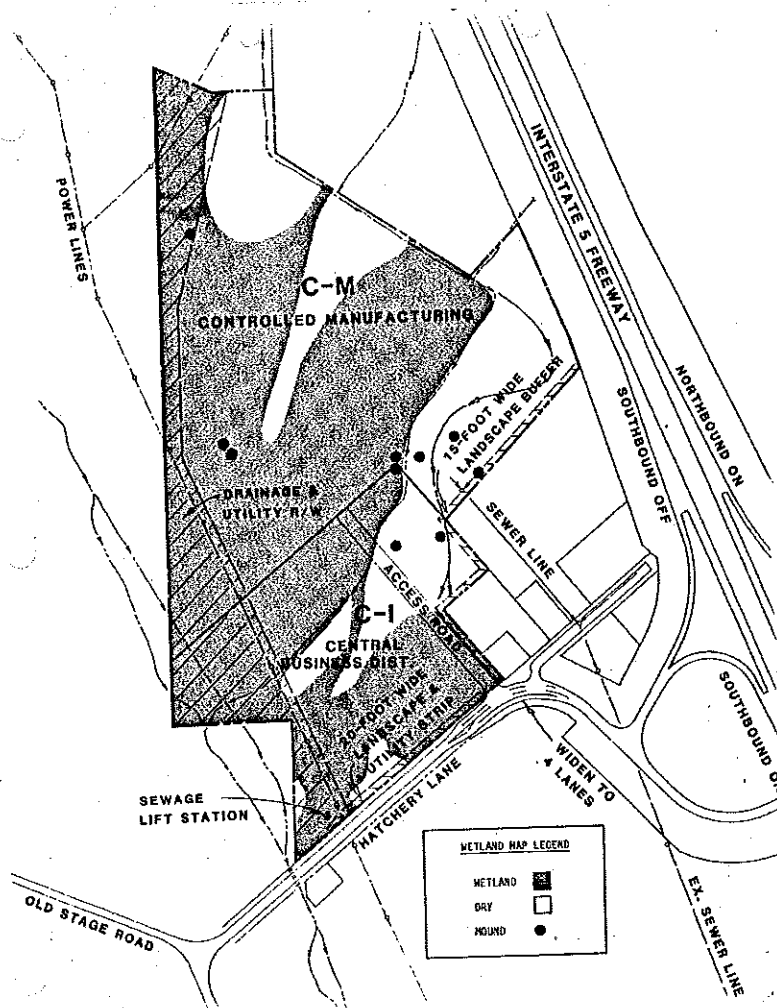 INTERSTATE 5 FREEWAY
POWER LINES
C-M
CONTROLLED MANUFACTURING
NORTHBOUND ON
SOUTHBOUND OFF
15-FOOT WIDE
LANDSCAPE BUFFER
DRAINAGE &
UTILITY R/W
SEWER LINE
ACCESS ROAD
C-I
CENTRAL
BUSINESS DIST.
20-FOOT WIDE
LANDSCAPE &
UTILITY STRIP
SOUTHBOUND ON
WIDEN TO
4 LANES
SEWAGE
LIFT STATION
HATCHERY LANE
WETLAND MAP LEGEND
WETLAND
DRY
MOUND
OLD STAGE ROAD
EX. SEWER LINE